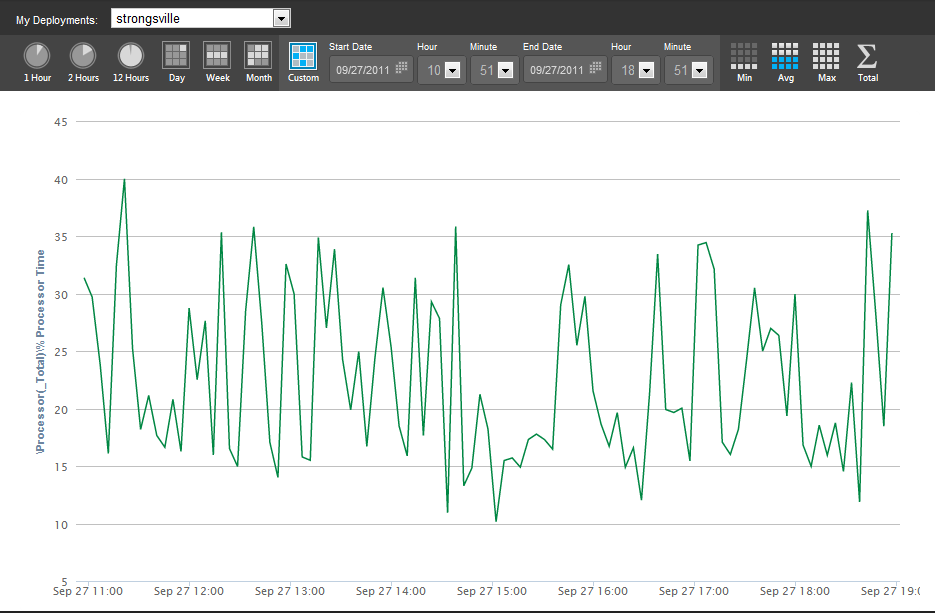 My Deployments: strongsville
Start Date Hour Minute End Date Hour Minute
09/27/2011 10 51 09/27/2011 18 51
1 Hour 2 Hours 12 Hours Day Week Month Custom Min Avg Max Total
Σ
\Processor(_Total)\% Processor Time
45
40
35
30
25
20
15
10
5
Sep 27 11:00 Sep 27 12:00 Sep 27 13:00 Sep 27 14:00 Sep 27 15:00 Sep 27 16:00 Sep 27 17:00 Sep 27 18:00 Sep 27 19:0